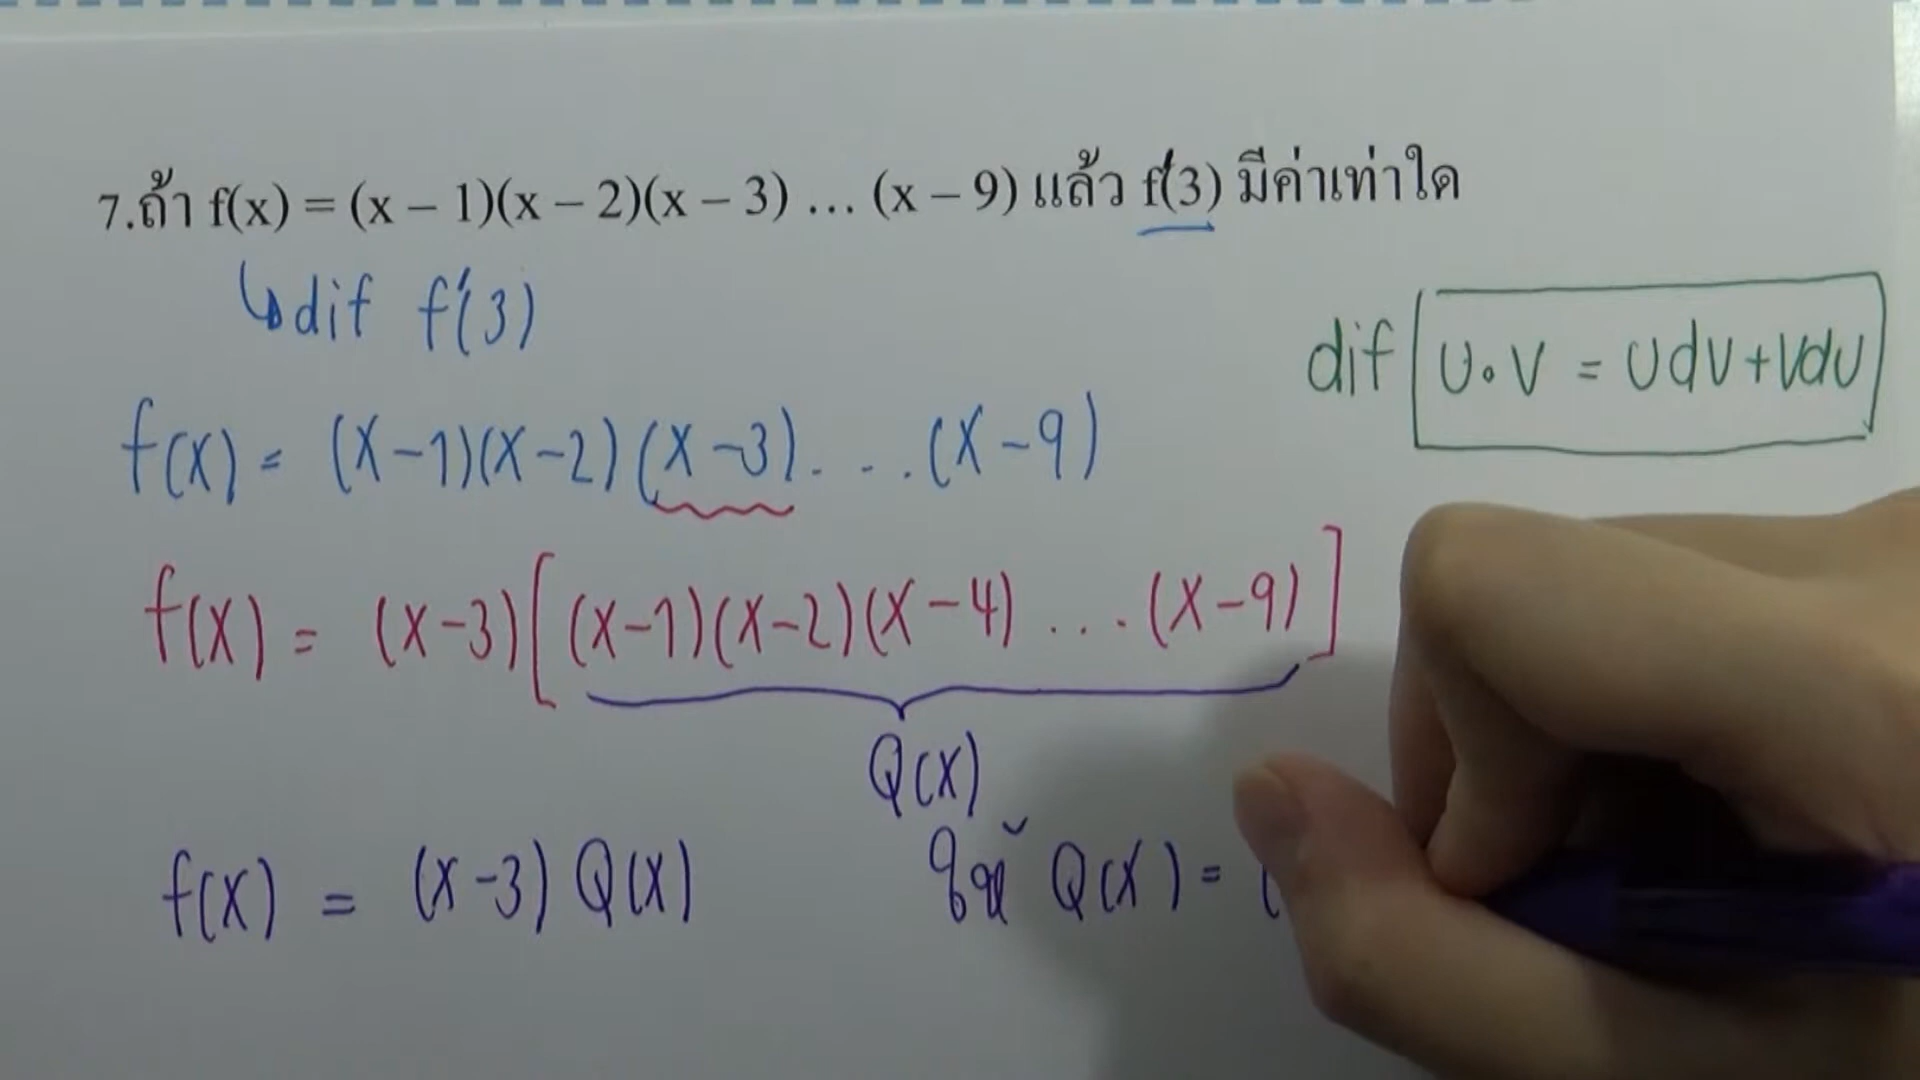 7.ถ้า f(x) = (x – 1)(x – 2)(x – 3) … (x – 9) แล้ว f'(3) มีค่าเท่าใด
↳dif f'(3)
dif U·V = UdV+VdU
f(x) = (x-1)(x-2)(x-3)....(x-9)
f(x) = (x-3)[(x-1)(x-2)(x-4)...(x-9)]
Q(x)
f(x) = (x-3) Q(x) ให้ Q(x) = (